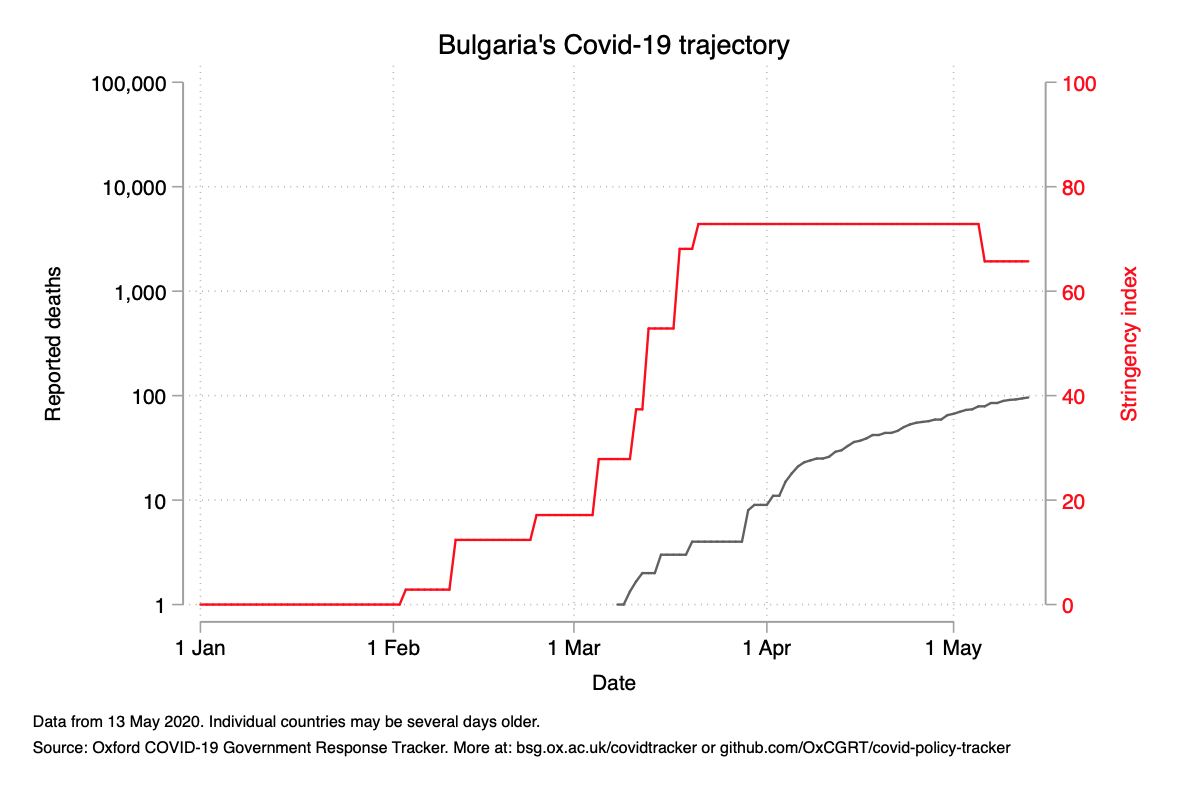 Bulgaria's Covid-19 trajectory
100,000
10,000
1,000
100
10
1
Reported deaths
100
80
60
40
20
0
Stringency index
1 Jan
1 Feb
1 Mar
1 Apr
1 May
Date
Data from 13 May 2020. Individual countries may be several days older.
Source: Oxford COVID-19 Government Response Tracker. More at: bsg.ox.ac.uk/covidtracker or github.com/OxCGRT/covid-policy-tracker